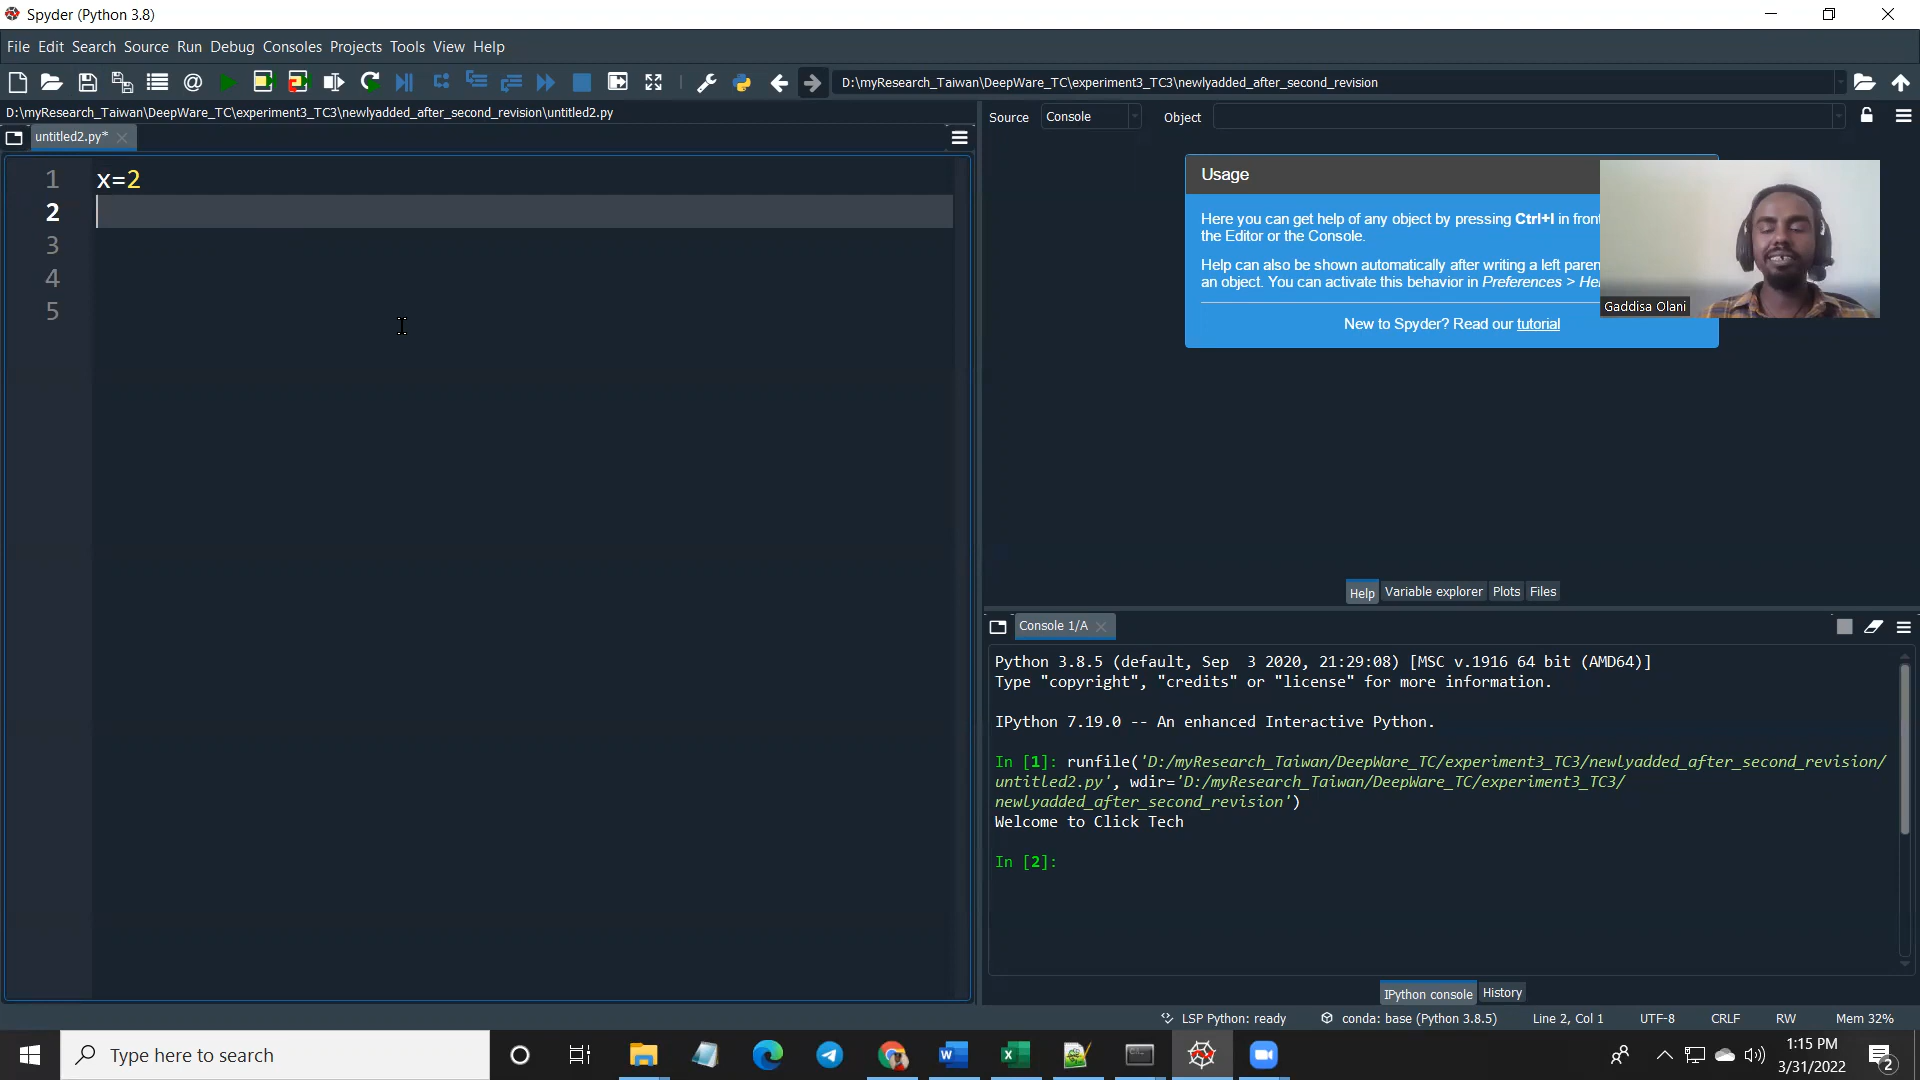 Spyder (Python 3.8)
File Edit Search Source Run Debug Consoles Projects Tools View Help
D:\myResearch_Taiwan\DeepWare_TC\experiment3_TC3\newlyadded_after_second_revision
D:\myResearch_Taiwan\DeepWare_TC\experiment3_TC3\newlyadded_after_second_revision\untitled2.py
untitled2.py*
1 x=2
2
3
4
5
Source Console Object
Usage
Here you can get help of any object by pressing Ctrl+I in front
the Editor or the Console.
Help can also be shown automatically after writing a left paren
an object. You can activate this behavior in Preferences > He
New to Spyder? Read our tutorial
Gaddisa Olani
Help Variable explorer Plots Files
Console 1/A
Python 3.8.5 (default, Sep  3 2020, 21:29:08) [MSC v.1916 64 bit (AMD64)]
Type "copyright", "credits" or "license" for more information.
IPython 7.19.0 -- An enhanced Interactive Python.
In [1]: runfile('D:/myResearch_Taiwan/DeepWare_TC/experiment3_TC3/newlyadded_after_second_revision/
untitled2.py', wdir='D:/myResearch_Taiwan/DeepWare_TC/experiment3_TC3/
newlyadded_after_second_revision')
Welcome to Click Tech
In [2]:
IPython console History
LSP Python: ready conda: base (Python 3.8.5) Line 2, Col 1 UTF-8 CRLF RW Mem 32%
Type here to search
1:15 PM
3/31/2022
2